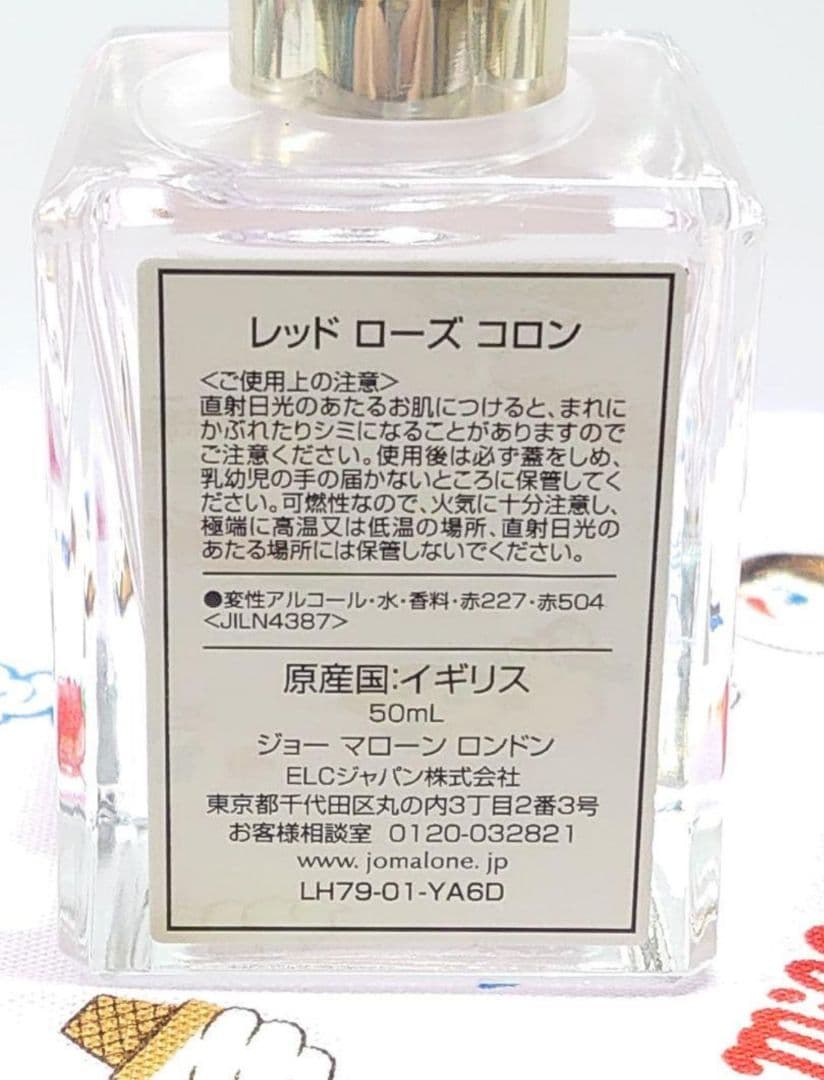 レッド ローズ コロン
＜ご使用上の注意＞
直射日光のあたるお肌につけると、まれに
かぶれたりシミになることがありますので
ご注意ください。使用後は必ず蓋をしめ、
乳幼児の手の届かないところに保管してく
ださい。可燃性なので、火気に十分注意し、
極端に高温又は低温の場所、直射日光の
あたる場所には保管しないでください。
●変性アルコール・水・香料・赤227・赤504
<JILN4387>
原産国:イギリス
50mL
ジョー マローン ロンドン
ELCジャパン株式会社
東京都千代田区丸の内3丁目2番3号
お客様相談室 0120-032821
www.jomalone.jp
LH79-01-YA6D